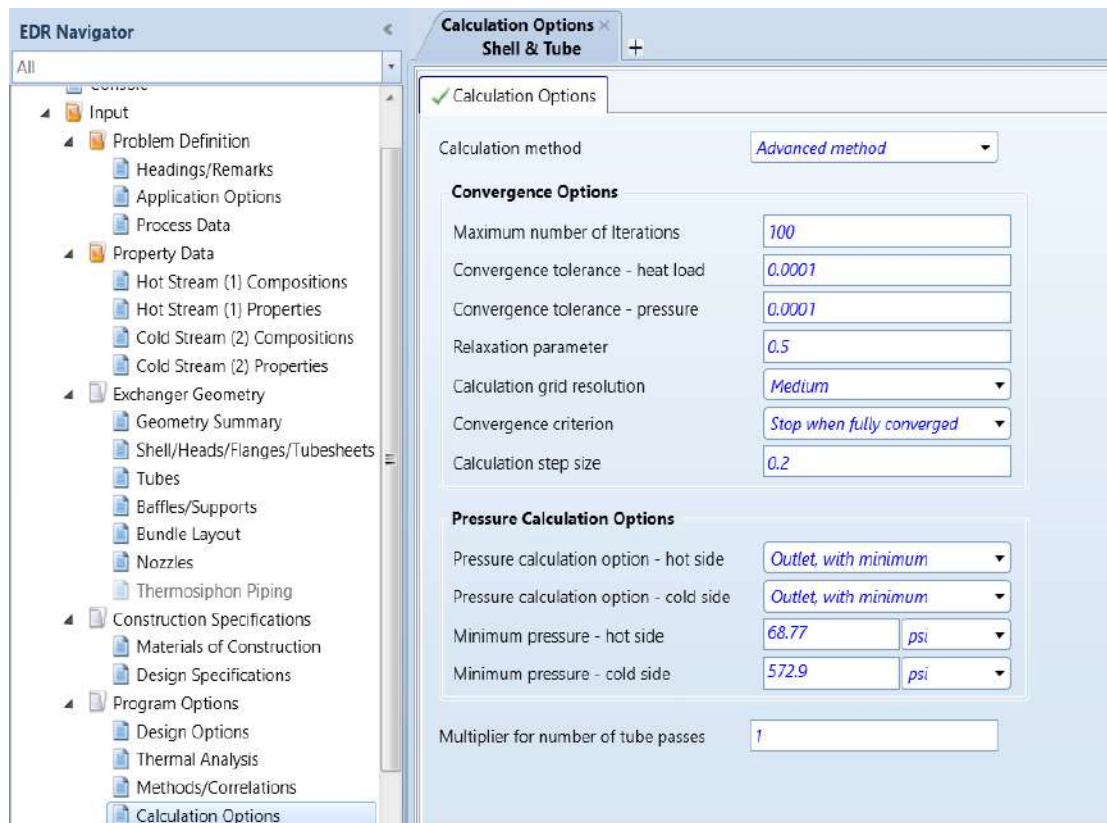 EDR Navigator
All
Console
Input
Problem Definition
Headings/Remarks
Application Options
Process Data
Property Data
Hot Stream (1) Compositions
Hot Stream (1) Properties
Cold Stream (2) Compositions
Cold Stream (2) Properties
Exchanger Geometry
Geometry Summary
Shell/Heads/Flanges/Tubesheets
Tubes
Baffles/Supports
Bundle Layout
Nozzles
Thermosiphon Piping
Construction Specifications
Materials of Construction
Design Specifications
Program Options
Design Options
Thermal Analysis
Methods/Correlations
Calculation Options
Calculation Options
Shell & Tube
Calculation Options
Calculation method Advanced method
Convergence Options
Maximum number of Iterations 100
Convergence tolerance - heat load 0.0001
Convergence tolerance - pressure 0.0001
Relaxation parameter 0.5
Calculation grid resolution Medium
Convergence criterion Stop when fully converged
Calculation step size 0.2
Pressure Calculation Options
Pressure calculation option - hot side Outlet, with minimum
Pressure calculation option - cold side Outlet, with minimum
Minimum pressure - hot side 68.77 psi
Minimum pressure - cold side 572.9 psi
Multiplier for number of tube passes 1